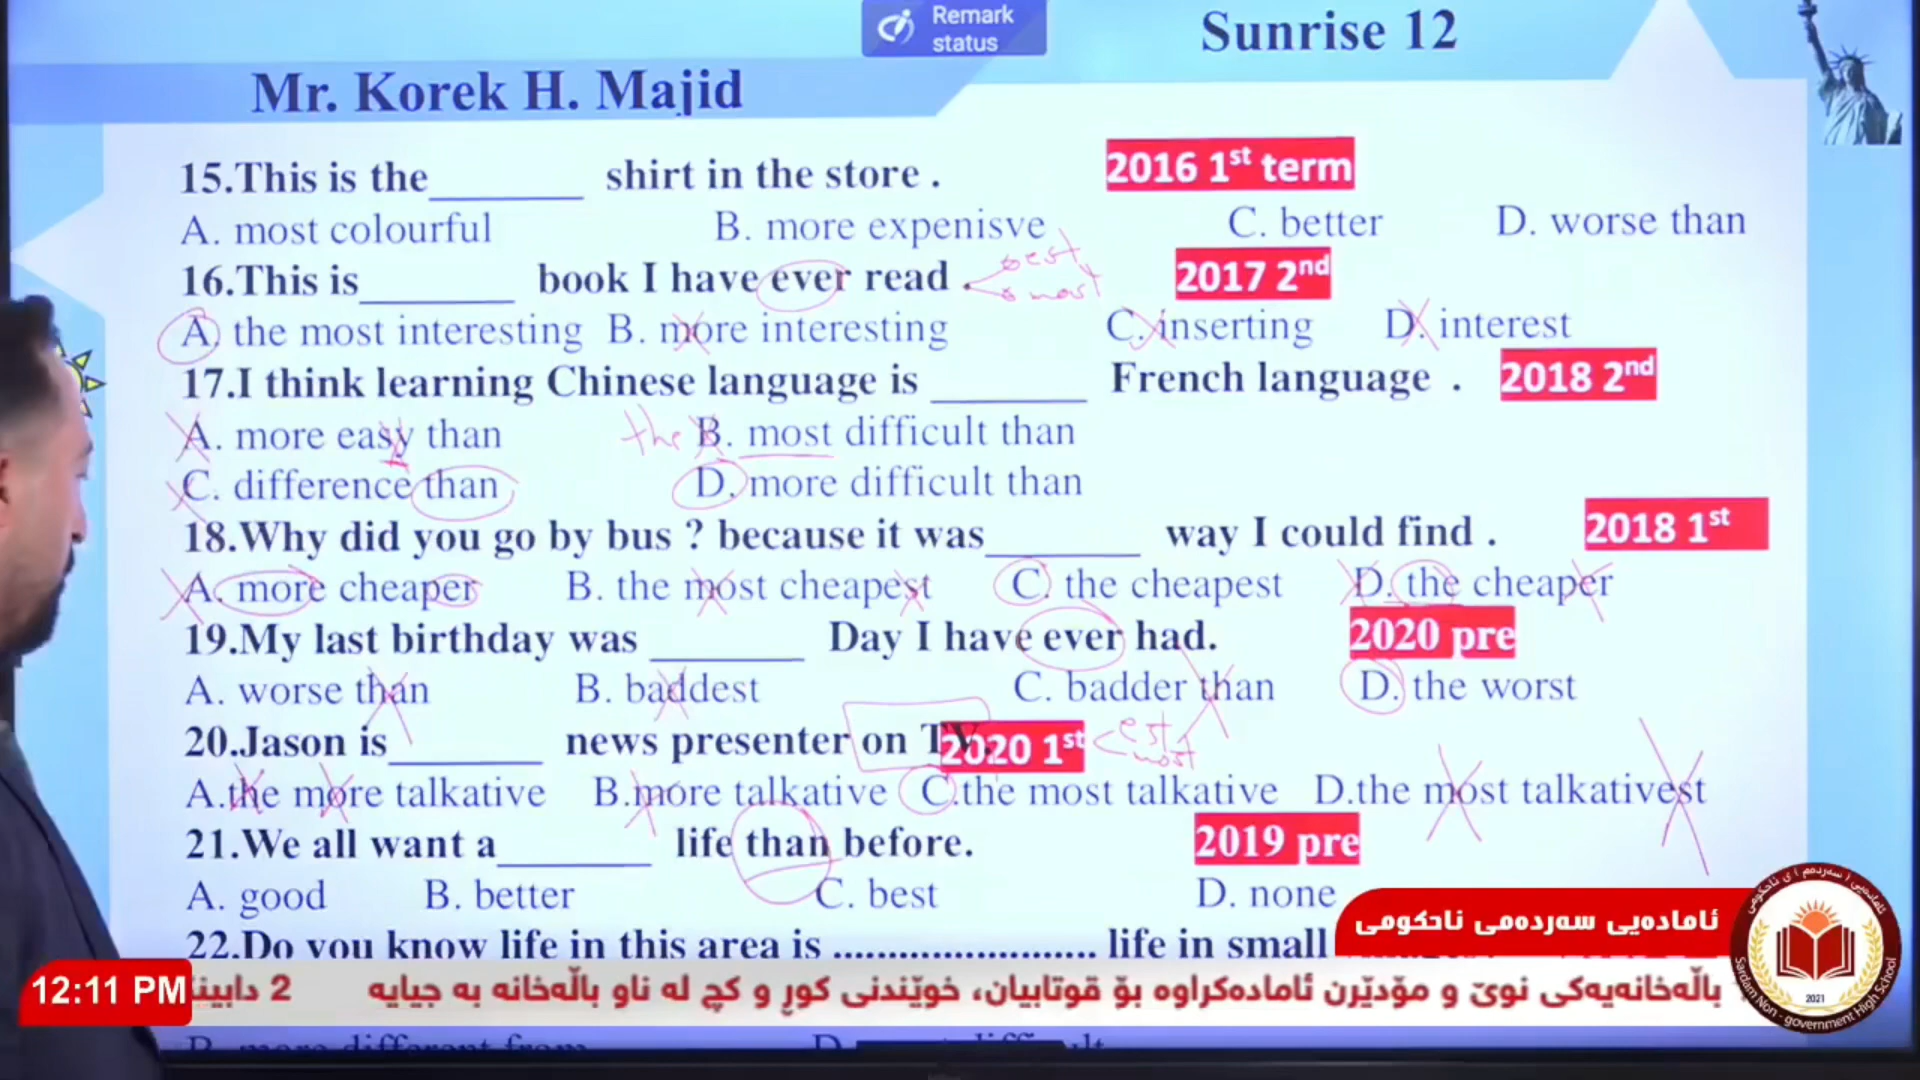 Remark
status
Sunrise 12
Mr. Korek H. Majid
15.This is the_______ shirt in the store . 2016 1st term
A. most colourful B. more expenisve C. better D. worse than
best
16.This is_______ book I have ever read . 2017 2nd
most
A. the most interesting B. more interesting C. inserting D. interest
17.I think learning Chinese language is _______ French language . 2018 2nd
A. more easy than the B. most difficult than
C. difference than D. more difficult than
18.Why did you go by bus ? because it was_______ way I could find . 2018 1st
A. more cheaper B. the most cheapest C. the cheapest D. the cheaper
19.My last birthday was _______ Day I have ever had. 2020 pre
A. worse than B. baddest C. badder than D. the worst
20.Jason is_______ news presenter on TV. 2020 1st est
most
A.the more talkative B.more talkative C.the most talkative D.the most talkativest
21.We all want a_______ life than before. 2019 pre
A. good B. better C. best D. none
ئامادەیی سەردەمی ناحکومی
22.Do you know life in this area is ...................... life in small
12:11 PM
باڵەخانەیەکی نوێ و مۆدێرن ئامادەکراوە بۆ قوتابیان، خوێندنی کوڕ و کچ لە ناو باڵەخانە بە جیایە 2
Sardam Non - government High School
2021